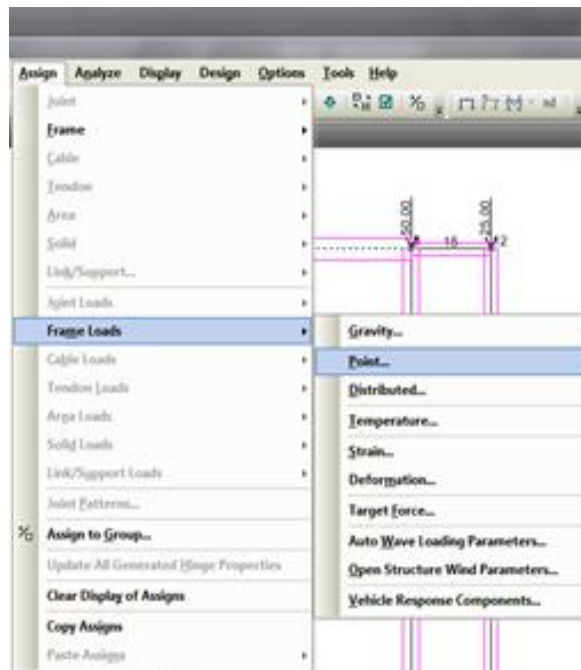 Assign Analyze Display Design Options Tools Help
Joint
Frame
Cable
Tendon
Area
Solid
Link/Support...
Joint Loads
Frame Loads
Cable Loads
Tendon Loads
Area Loads
Solid Loads
Link/Support Loads
Joint Patterns...
Assign to Group...
Update All Generated Hinge Properties
Clear Display of Assigns
Copy Assigns
Paste Assigns
Gravity...
Point...
Distributed...
Temperature...
Strain...
Deformation...
Target Force...
Auto Wave Loading Parameters...
Open Structure Wind Parameters...
Vehicle Response Components...
50.00
25.00
16
2
nd